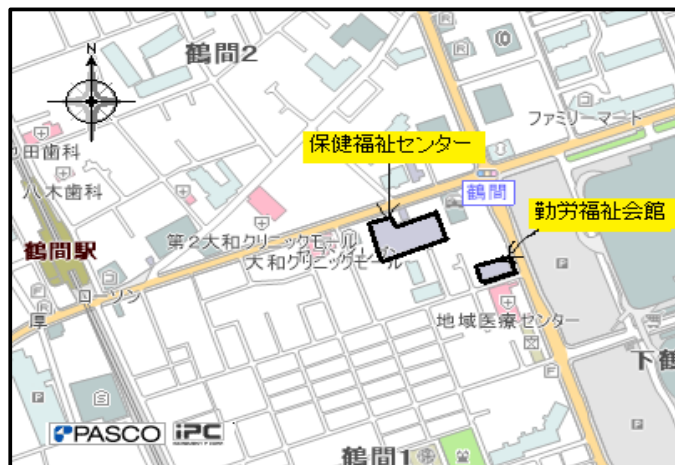 N
鶴間2
ファミリーマート
保健福祉センター
田歯科
八木歯科
鶴間
勤労福祉会館
第2大和クリニックモール
鶴間駅
大和クリニックモール
ローソン
地域医療センター
厚
下鶴
鶴間1
PASCO
iPC